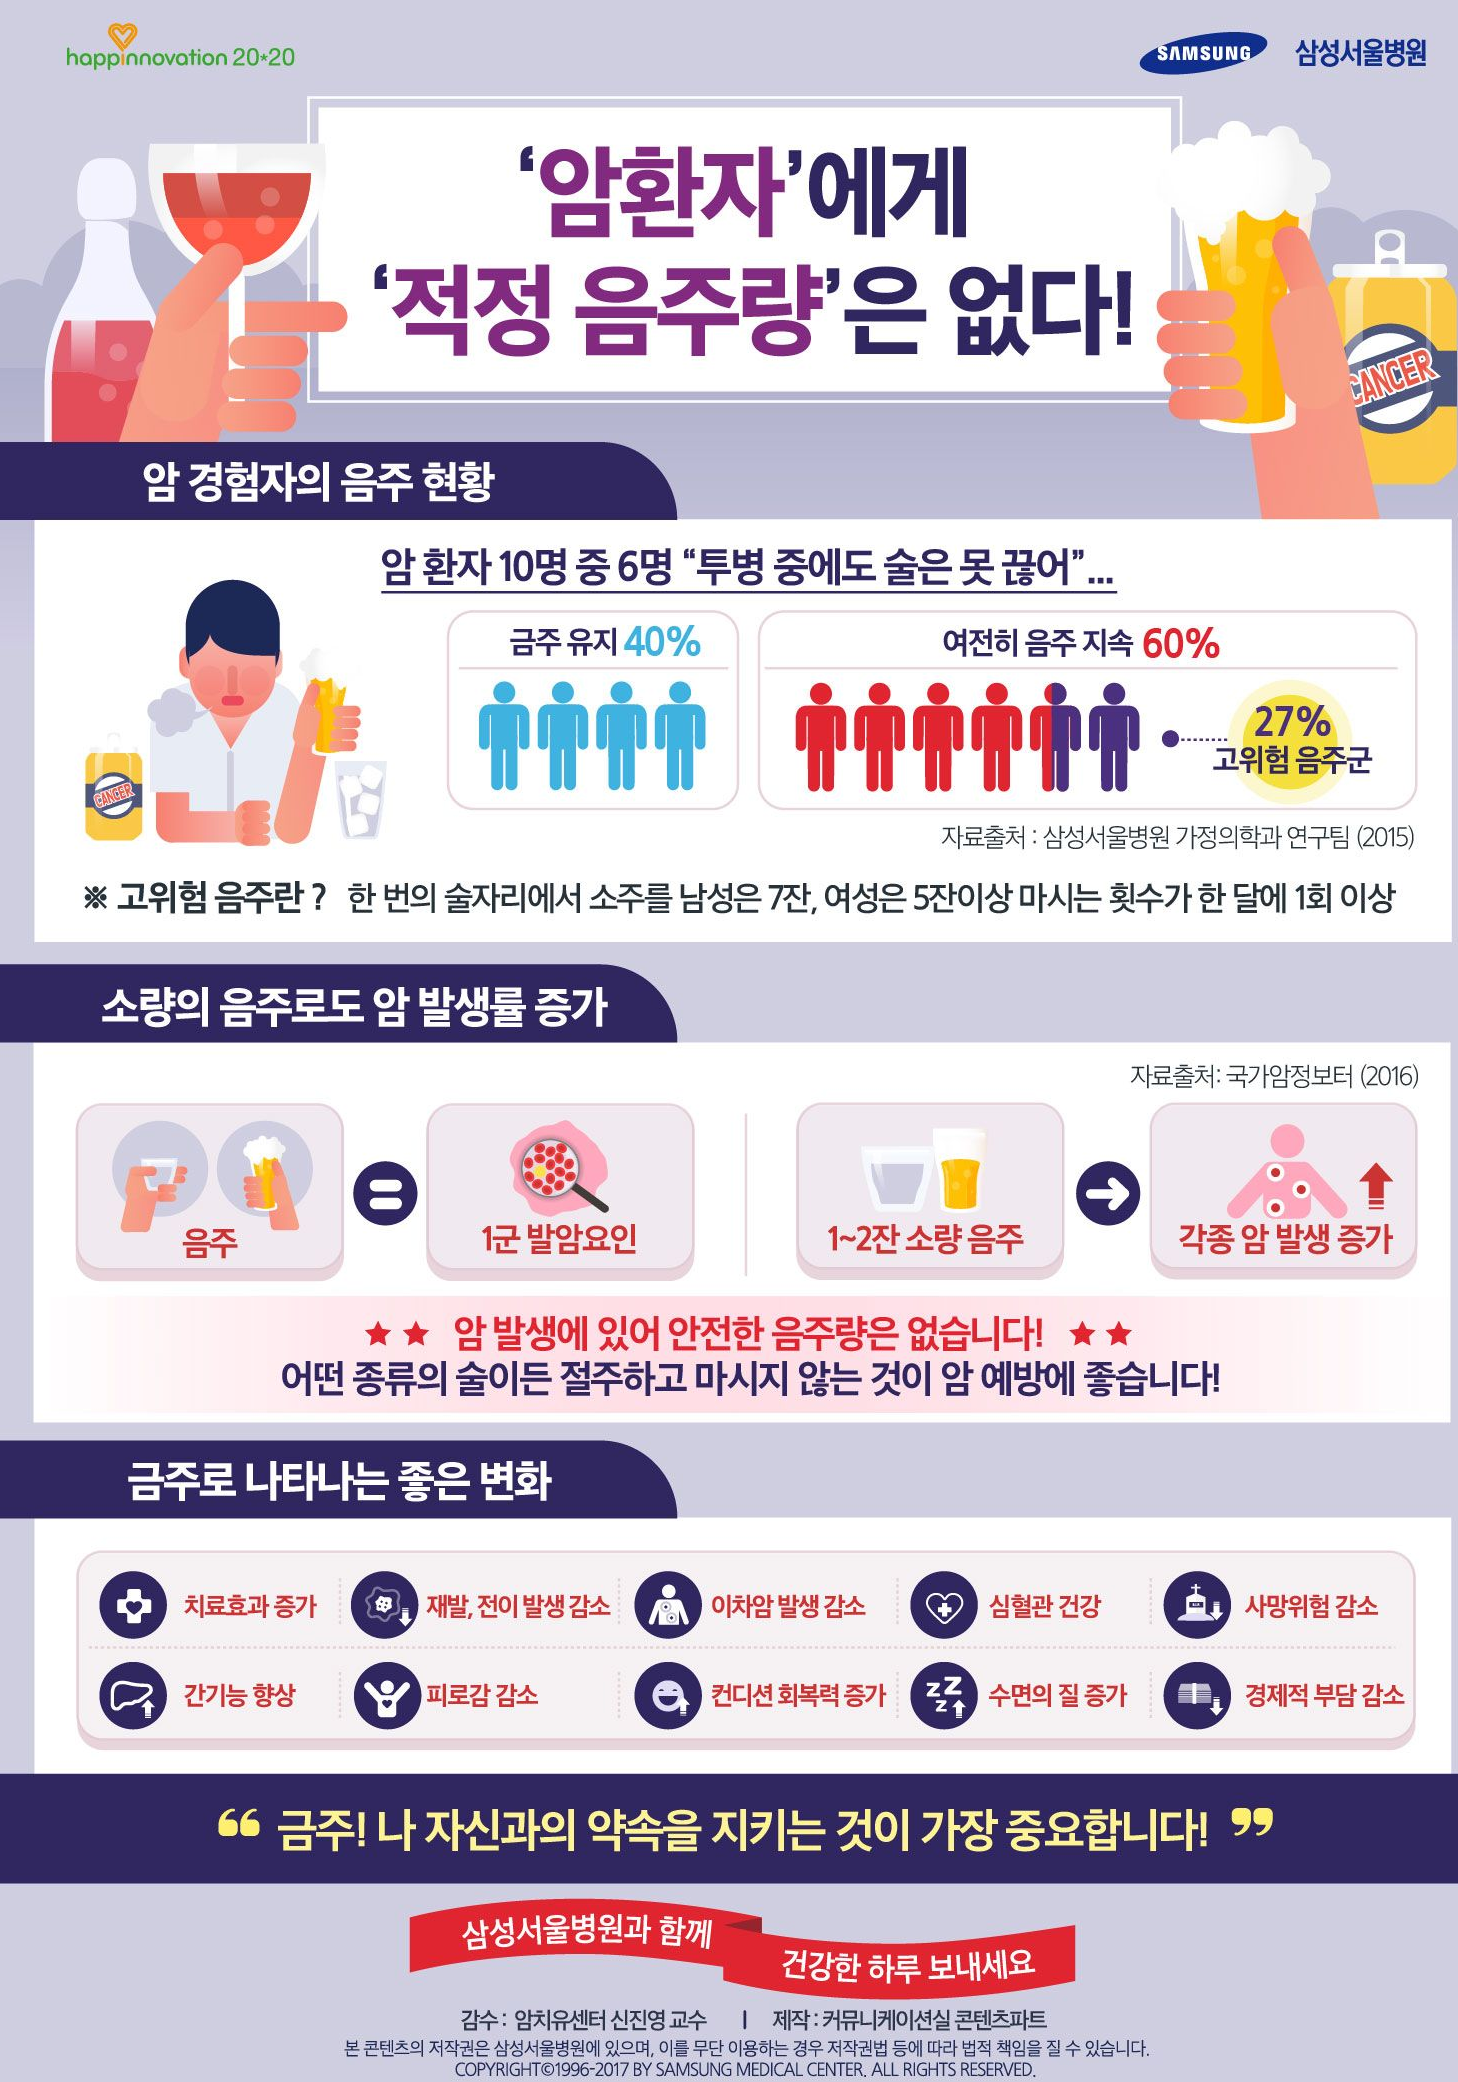 happinnovation 20*20
SAMSUNG 삼성서울병원
‘암환자’에게
‘적정 음주량’은 없다!
CANCER
암 경험자의 음주 현황
암 환자 10명 중 6명 “투병 중에도 술은 못 끊어”...
금주 유지 40%
여전히 음주 지속 60%
27%
고위험 음주군
CANCER
자료출처 : 삼성서울병원 가정의학과 연구팀 (2015)
※ 고위험 음주란 ? 한 번의 술자리에서 소주를 남성은 7잔, 여성은 5잔이상 마시는 횟수가 한 달에 1회 이상
소량의 음주로도 암 발생률 증가
자료출처: 국가암정보터 (2016)
음주
1군 발암요인
1~2잔 소량 음주
각종 암 발생 증가
★ ★ 암 발생에 있어 안전한 음주량은 없습니다! ★ ★
어떤 종류의 술이든 절주하고 마시지 않는 것이 암 예방에 좋습니다!
금주로 나타나는 좋은 변화
치료효과 증가
재발, 전이 발생 감소
이차암 발생 감소
심혈관 건강
사망위험 감소
간기능 향상
피로감 감소
컨디션 회복력 증가
zZz
수면의 질 증가
경제적 부담 감소
“ 금주! 나 자신과의 약속을 지키는 것이 가장 중요합니다! ”
삼성서울병원과 함께
건강한 하루 보내세요
감수 : 암치유센터 신진영 교수 | 제작 : 커뮤니케이션실 콘텐츠파트
본 콘텐츠의 저작권은 삼성서울병원에 있으며, 이를 무단 이용하는 경우 저작권법 등에 따라 법적 책임을 질 수 있습니다.
COPYRIGHT©1996-2017 BY SAMSUNG MEDICAL CENTER. ALL RIGHTS RESERVED.